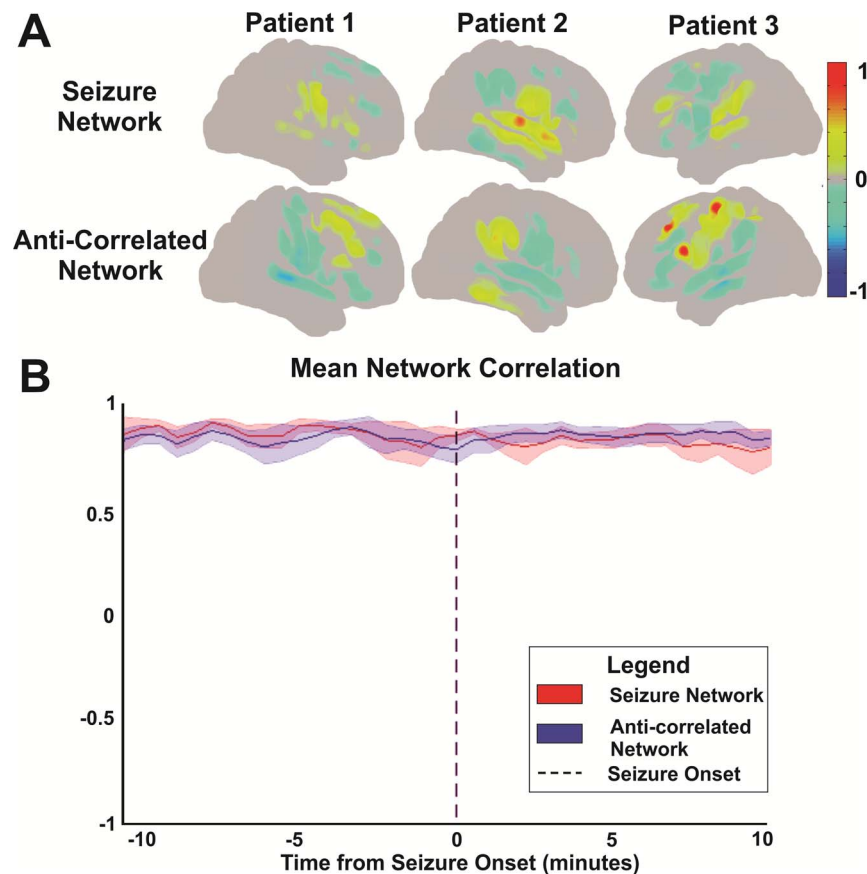 A
Patient 1
Patient 2
Patient 3
Seizure
Network
Anti-Correlated
Network
1
0
-1
B
Mean Network Correlation
1
0.5
0
-0.5
-1
-10
-5
0
5
10
Time from Seizure Onset (minutes)
Legend
Seizure Network
Anti-correlated
Network
Seizure Onset